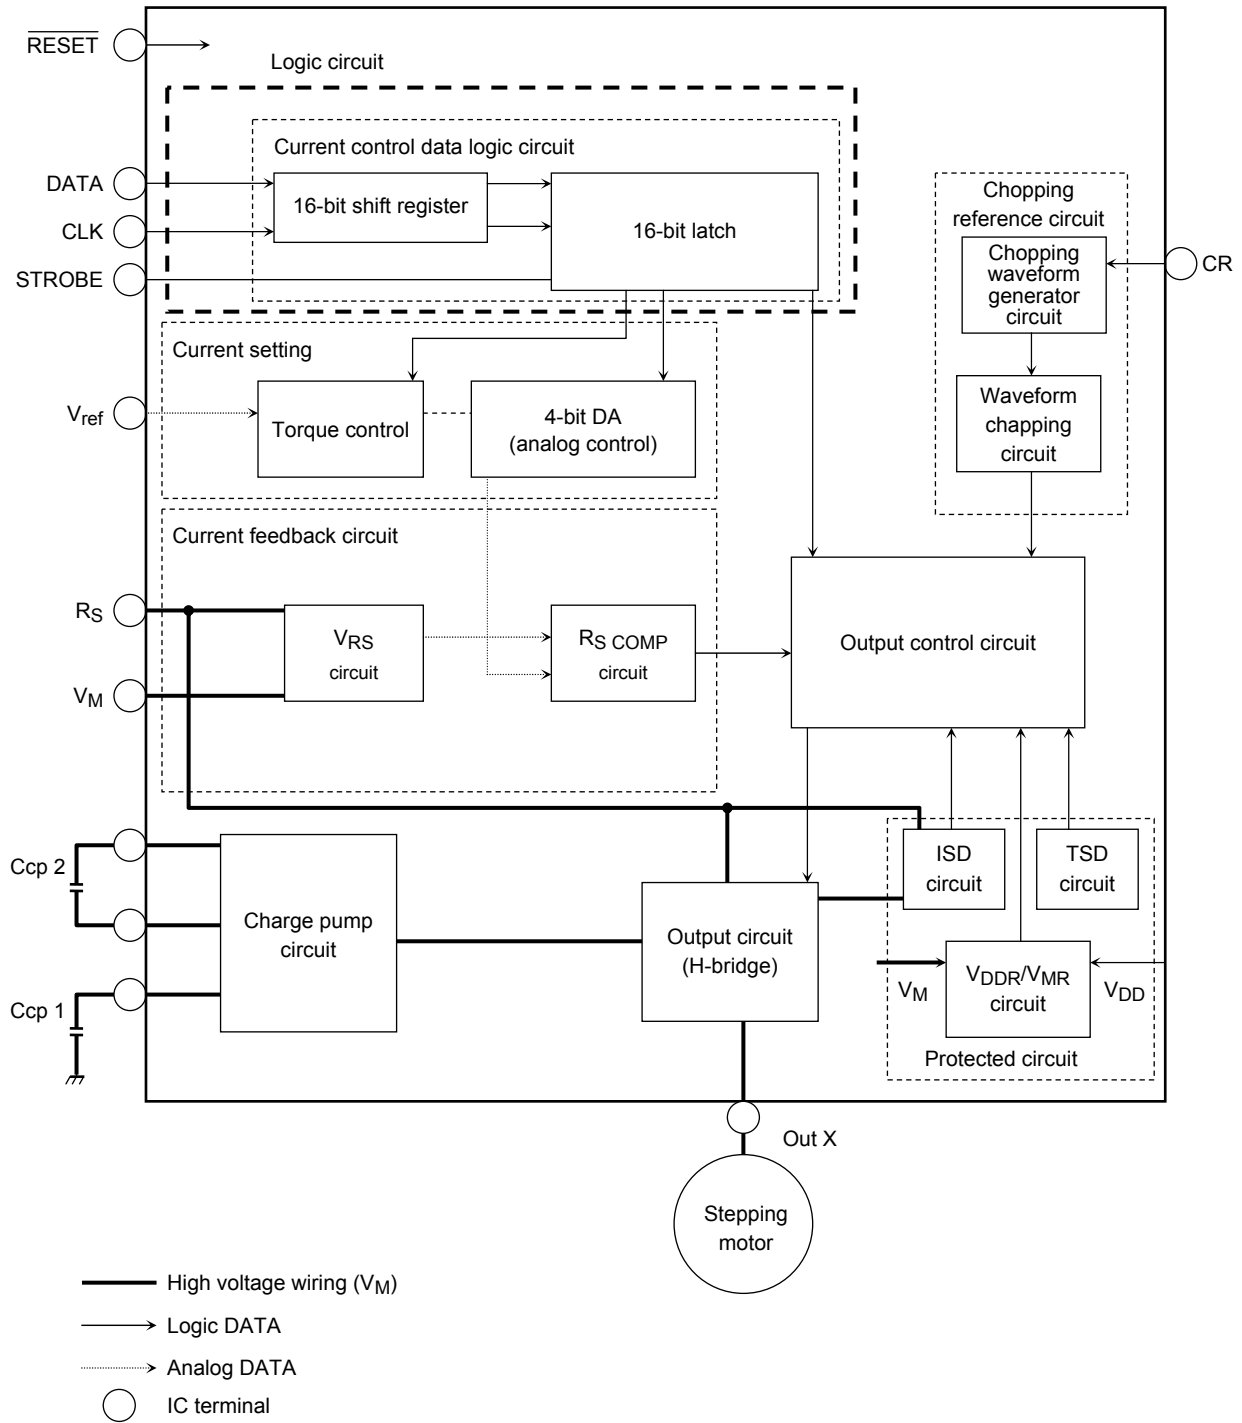 RESET
Logic circuit
Current control data logic circuit
DATA
16-bit shift register
CLK
16-bit latch
STROBE
Chopping
reference circuit
Chopping
waveform
generator
circuit
CR
Waveform
chapping
circuit
Current setting
Vref
Torque control
4-bit DA
(analog control)
Current feedback circuit
RS
VM
VRS
circuit
RS COMP
circuit
Output control circuit
Ccp 2
Ccp 1
Charge pump
circuit
Output circuit
(H-bridge)
ISD
circuit
TSD
circuit
VM
VDDR/VMR
circuit
VDD
Protected circuit
Out X
Stepping
motor
High voltage wiring (VM)
Logic DATA
Analog DATA
IC terminal